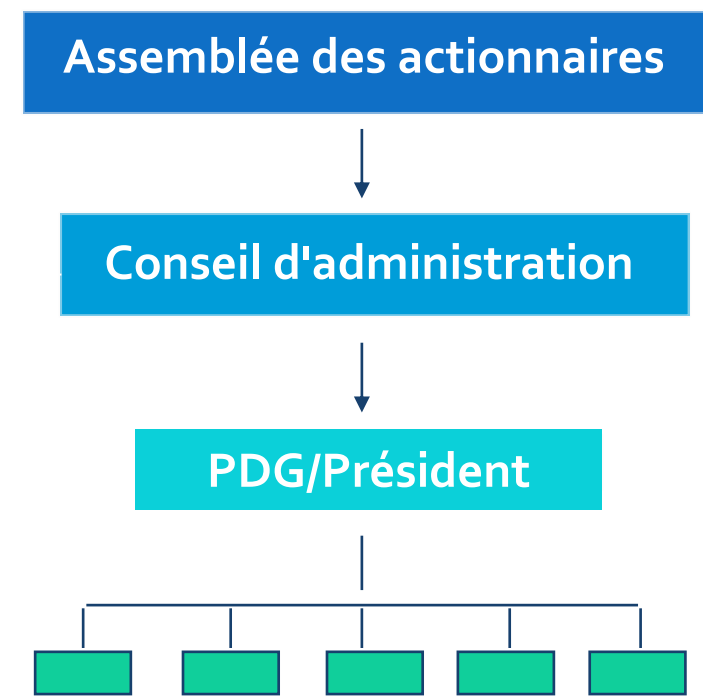 Assemblée des actionnaires
Conseil d'administration
PDG/Président